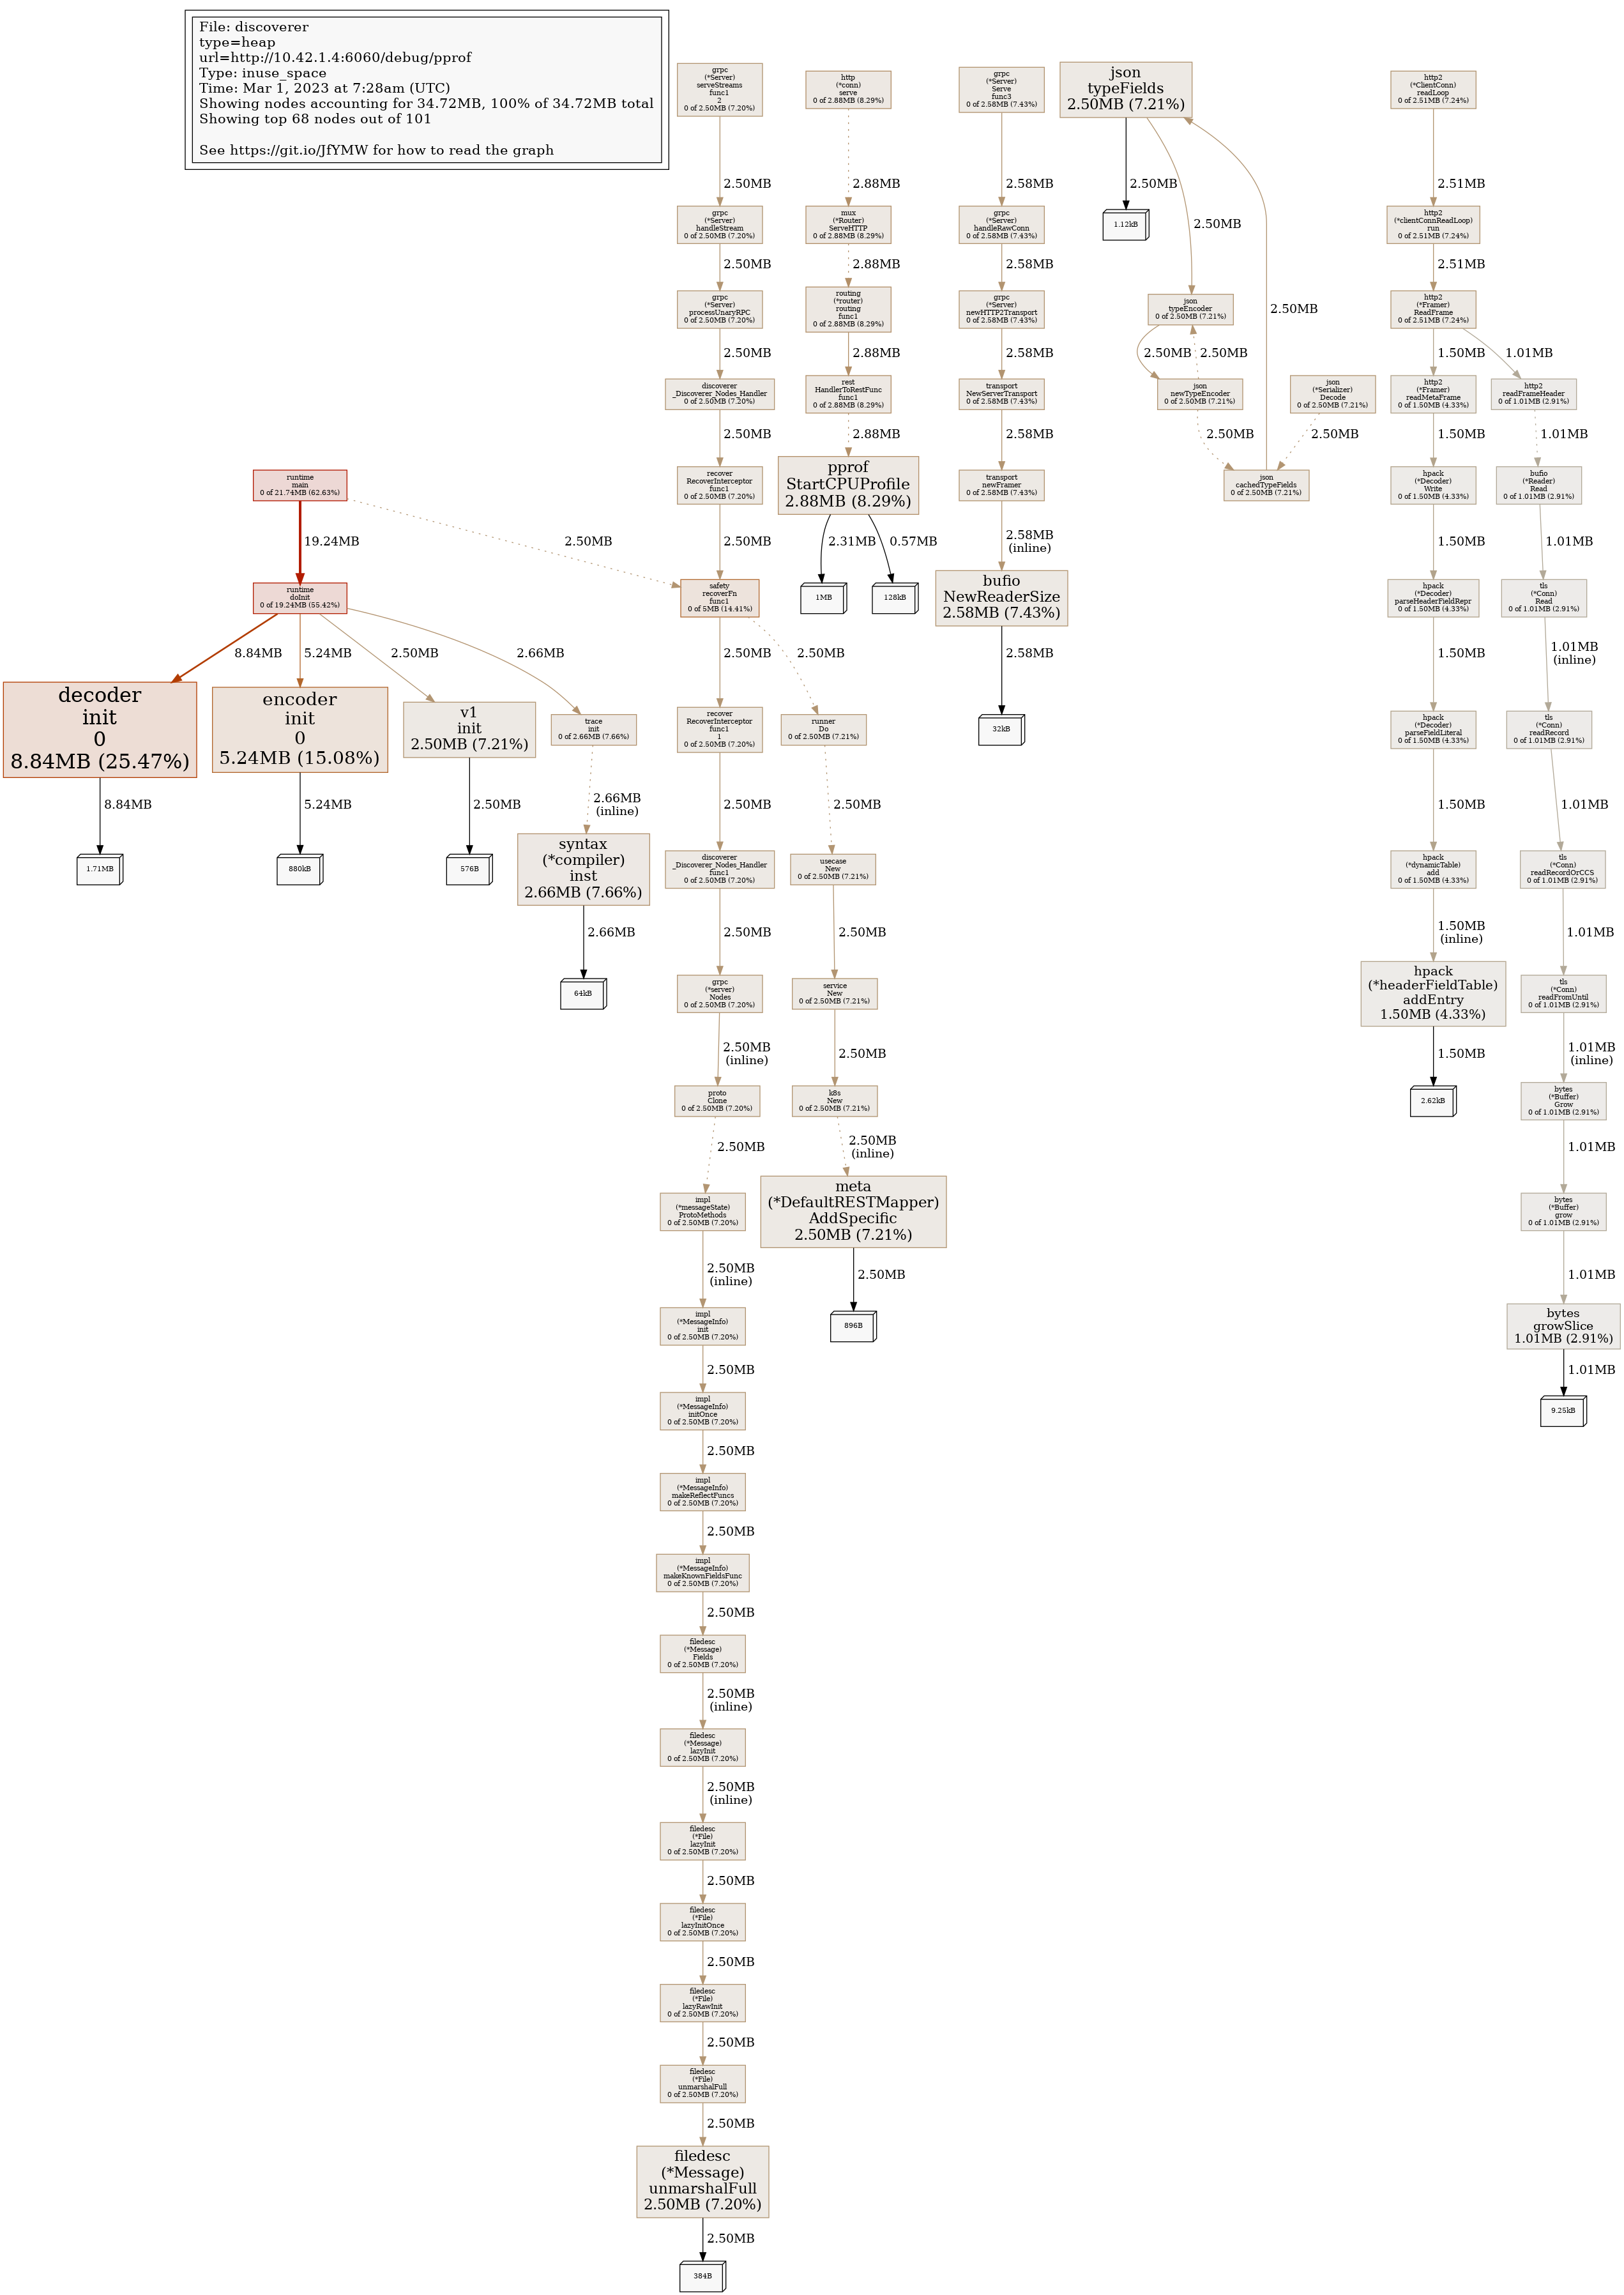 File: discoverer
type=heap
url=http://10.42.1.4:6060/debug/pprof
Type: inuse_space
Time: Mar 1, 2023 at 7:28am (UTC)
Showing nodes accounting for 34.72MB, 100% of 34.72MB total
Showing top 68 nodes out of 101
See https://git.io/JfYMW for how to read the graph
grpc
(*Server)
serveStreams
func1
2
0 of 2.50MB (7.20%)
http
(*conn)
serve
0 of 2.88MB (8.29%)
grpc
(*Server)
Serve
func3
0 of 2.58MB (7.43%)
json
typeFields
2.50MB (7.21%)
http2
(*ClientConn)
readLoop
0 of 2.51MB (7.24%)
2.50MB
2.88MB
2.58MB
2.50MB
2.51MB
grpc
(*Server)
handleStream
0 of 2.50MB (7.20%)
mux
(*Router)
ServeHTTP
0 of 2.88MB (8.29%)
grpc
(*Server)
handleRawConn
0 of 2.58MB (7.43%)
1.12kB
2.50MB
http2
(*clientConnReadLoop)
run
0 of 2.51MB (7.24%)
2.50MB
2.88MB
2.58MB
2.51MB
grpc
(*Server)
processUnaryRPC
0 of 2.50MB (7.20%)
routing
(*router)
routing
func1
0 of 2.88MB (8.29%)
grpc
(*Server)
newHTTP2Transport
0 of 2.58MB (7.43%)
json
typeEncoder
0 of 2.50MB (7.21%)
2.50MB
http2
(*Framer)
ReadFrame
0 of 2.51MB (7.24%)
2.50MB
2.88MB
2.58MB
2.50MB
2.50MB
1.50MB
1.01MB
discoverer
_Discoverer_Nodes_Handler
0 of 2.50MB (7.20%)
rest
HandlerToRestFunc
func1
0 of 2.88MB (8.29%)
transport
NewServerTransport
0 of 2.58MB (7.43%)
json
newTypeEncoder
0 of 2.50MB (7.21%)
json
(*Serializer)
Decode
0 of 2.50MB (7.21%)
http2
(*Framer)
readMetaFrame
0 of 1.50MB (4.33%)
http2
readFrameHeader
0 of 1.01MB (2.91%)
2.50MB
2.88MB
2.58MB
2.50MB
2.50MB
1.50MB
1.01MB
runtime
main
0 of 21.74MB (62.63%)
recover
RecoverInterceptor
func1
0 of 2.50MB (7.20%)
pprof
StartCPUProfile
2.88MB (8.29%)
transport
newFramer
0 of 2.58MB (7.43%)
json
cachedTypeFields
0 of 2.50MB (7.21%)
hpack
(*Decoder)
Write
0 of 1.50MB (4.33%)
bufio
(*Reader)
Read
0 of 1.01MB (2.91%)
19.24MB
2.50MB
2.50MB
2.31MB
0.57MB
2.58MB
(inline)
1.50MB
1.01MB
runtime
doInit
0 of 19.24MB (55.42%)
safety
recoverFn
func1
0 of 5MB (14.41%)
1MB
128kB
bufio
NewReaderSize
2.58MB (7.43%)
hpack
(*Decoder)
parseHeaderFieldRepr
0 of 1.50MB (4.33%)
tls
(*Conn)
Read
0 of 1.01MB (2.91%)
8.84MB
5.24MB
2.50MB
2.66MB
2.50MB
2.50MB
2.58MB
1.50MB
1.01MB
(inline)
decoder
init
0
8.84MB (25.47%)
encoder
init
0
5.24MB (15.08%)
v1
init
2.50MB (7.21%)
trace
init
0 of 2.66MB (7.66%)
recover
RecoverInterceptor
func1
1
0 of 2.50MB (7.20%)
runner
Do
0 of 2.50MB (7.21%)
32kB
hpack
(*Decoder)
parseFieldLiteral
0 of 1.50MB (4.33%)
tls
(*Conn)
readRecord
0 of 1.01MB (2.91%)
8.84MB
5.24MB
2.50MB
2.66MB
(inline)
2.50MB
2.50MB
1.50MB
1.01MB
1.71MB
880kB
576B
syntax
(*compiler)
inst
2.66MB (7.66%)
discoverer
_Discoverer_Nodes_Handler
func1
0 of 2.50MB (7.20%)
usecase
New
0 of 2.50MB (7.21%)
hpack
(*dynamicTable)
add
0 of 1.50MB (4.33%)
tls
(*Conn)
readRecordOrCCS
0 of 1.01MB (2.91%)
2.66MB
2.50MB
2.50MB
1.50MB
(inline)
1.01MB
64kB
grpc
(*server)
Nodes
0 of 2.50MB (7.20%)
service
New
0 of 2.50MB (7.21%)
hpack
(*headerFieldTable)
addEntry
1.50MB (4.33%)
tls
(*Conn)
readFromUntil
0 of 1.01MB (2.91%)
2.50MB
(inline)
2.50MB
1.50MB
1.01MB
(inline)
proto
Clone
0 of 2.50MB (7.20%)
k8s
New
0 of 2.50MB (7.21%)
2.62kB
bytes
(*Buffer)
Grow
0 of 1.01MB (2.91%)
2.50MB
2.50MB
(inline)
1.01MB
impl
(*messageState)
ProtoMethods
0 of 2.50MB (7.20%)
meta
(*DefaultRESTMapper)
AddSpecific
2.50MB (7.21%)
bytes
(*Buffer)
grow
0 of 1.01MB (2.91%)
2.50MB
(inline)
2.50MB
1.01MB
impl
(*MessageInfo)
init
0 of 2.50MB (7.20%)
896B
bytes
growSlice
1.01MB (2.91%)
2.50MB
1.01MB
impl
(*MessageInfo)
initOnce
0 of 2.50MB (7.20%)
9.25kB
2.50MB
impl
(*MessageInfo)
makeReflectFuncs
0 of 2.50MB (7.20%)
2.50MB
impl
(*MessageInfo)
makeKnownFieldsFunc
0 of 2.50MB (7.20%)
2.50MB
filedesc
(*Message)
Fields
0 of 2.50MB (7.20%)
2.50MB
(inline)
filedesc
(*Message)
lazyInit
0 of 2.50MB (7.20%)
2.50MB
(inline)
filedesc
(*File)
lazyInit
0 of 2.50MB (7.20%)
2.50MB
filedesc
(*File)
lazyInitOnce
0 of 2.50MB (7.20%)
2.50MB
filedesc
(*File)
lazyRawInit
0 of 2.50MB (7.20%)
2.50MB
filedesc
(*File)
unmarshalFull
0 of 2.50MB (7.20%)
2.50MB
filedesc
(*Message)
unmarshalFull
2.50MB (7.20%)
2.50MB
384B